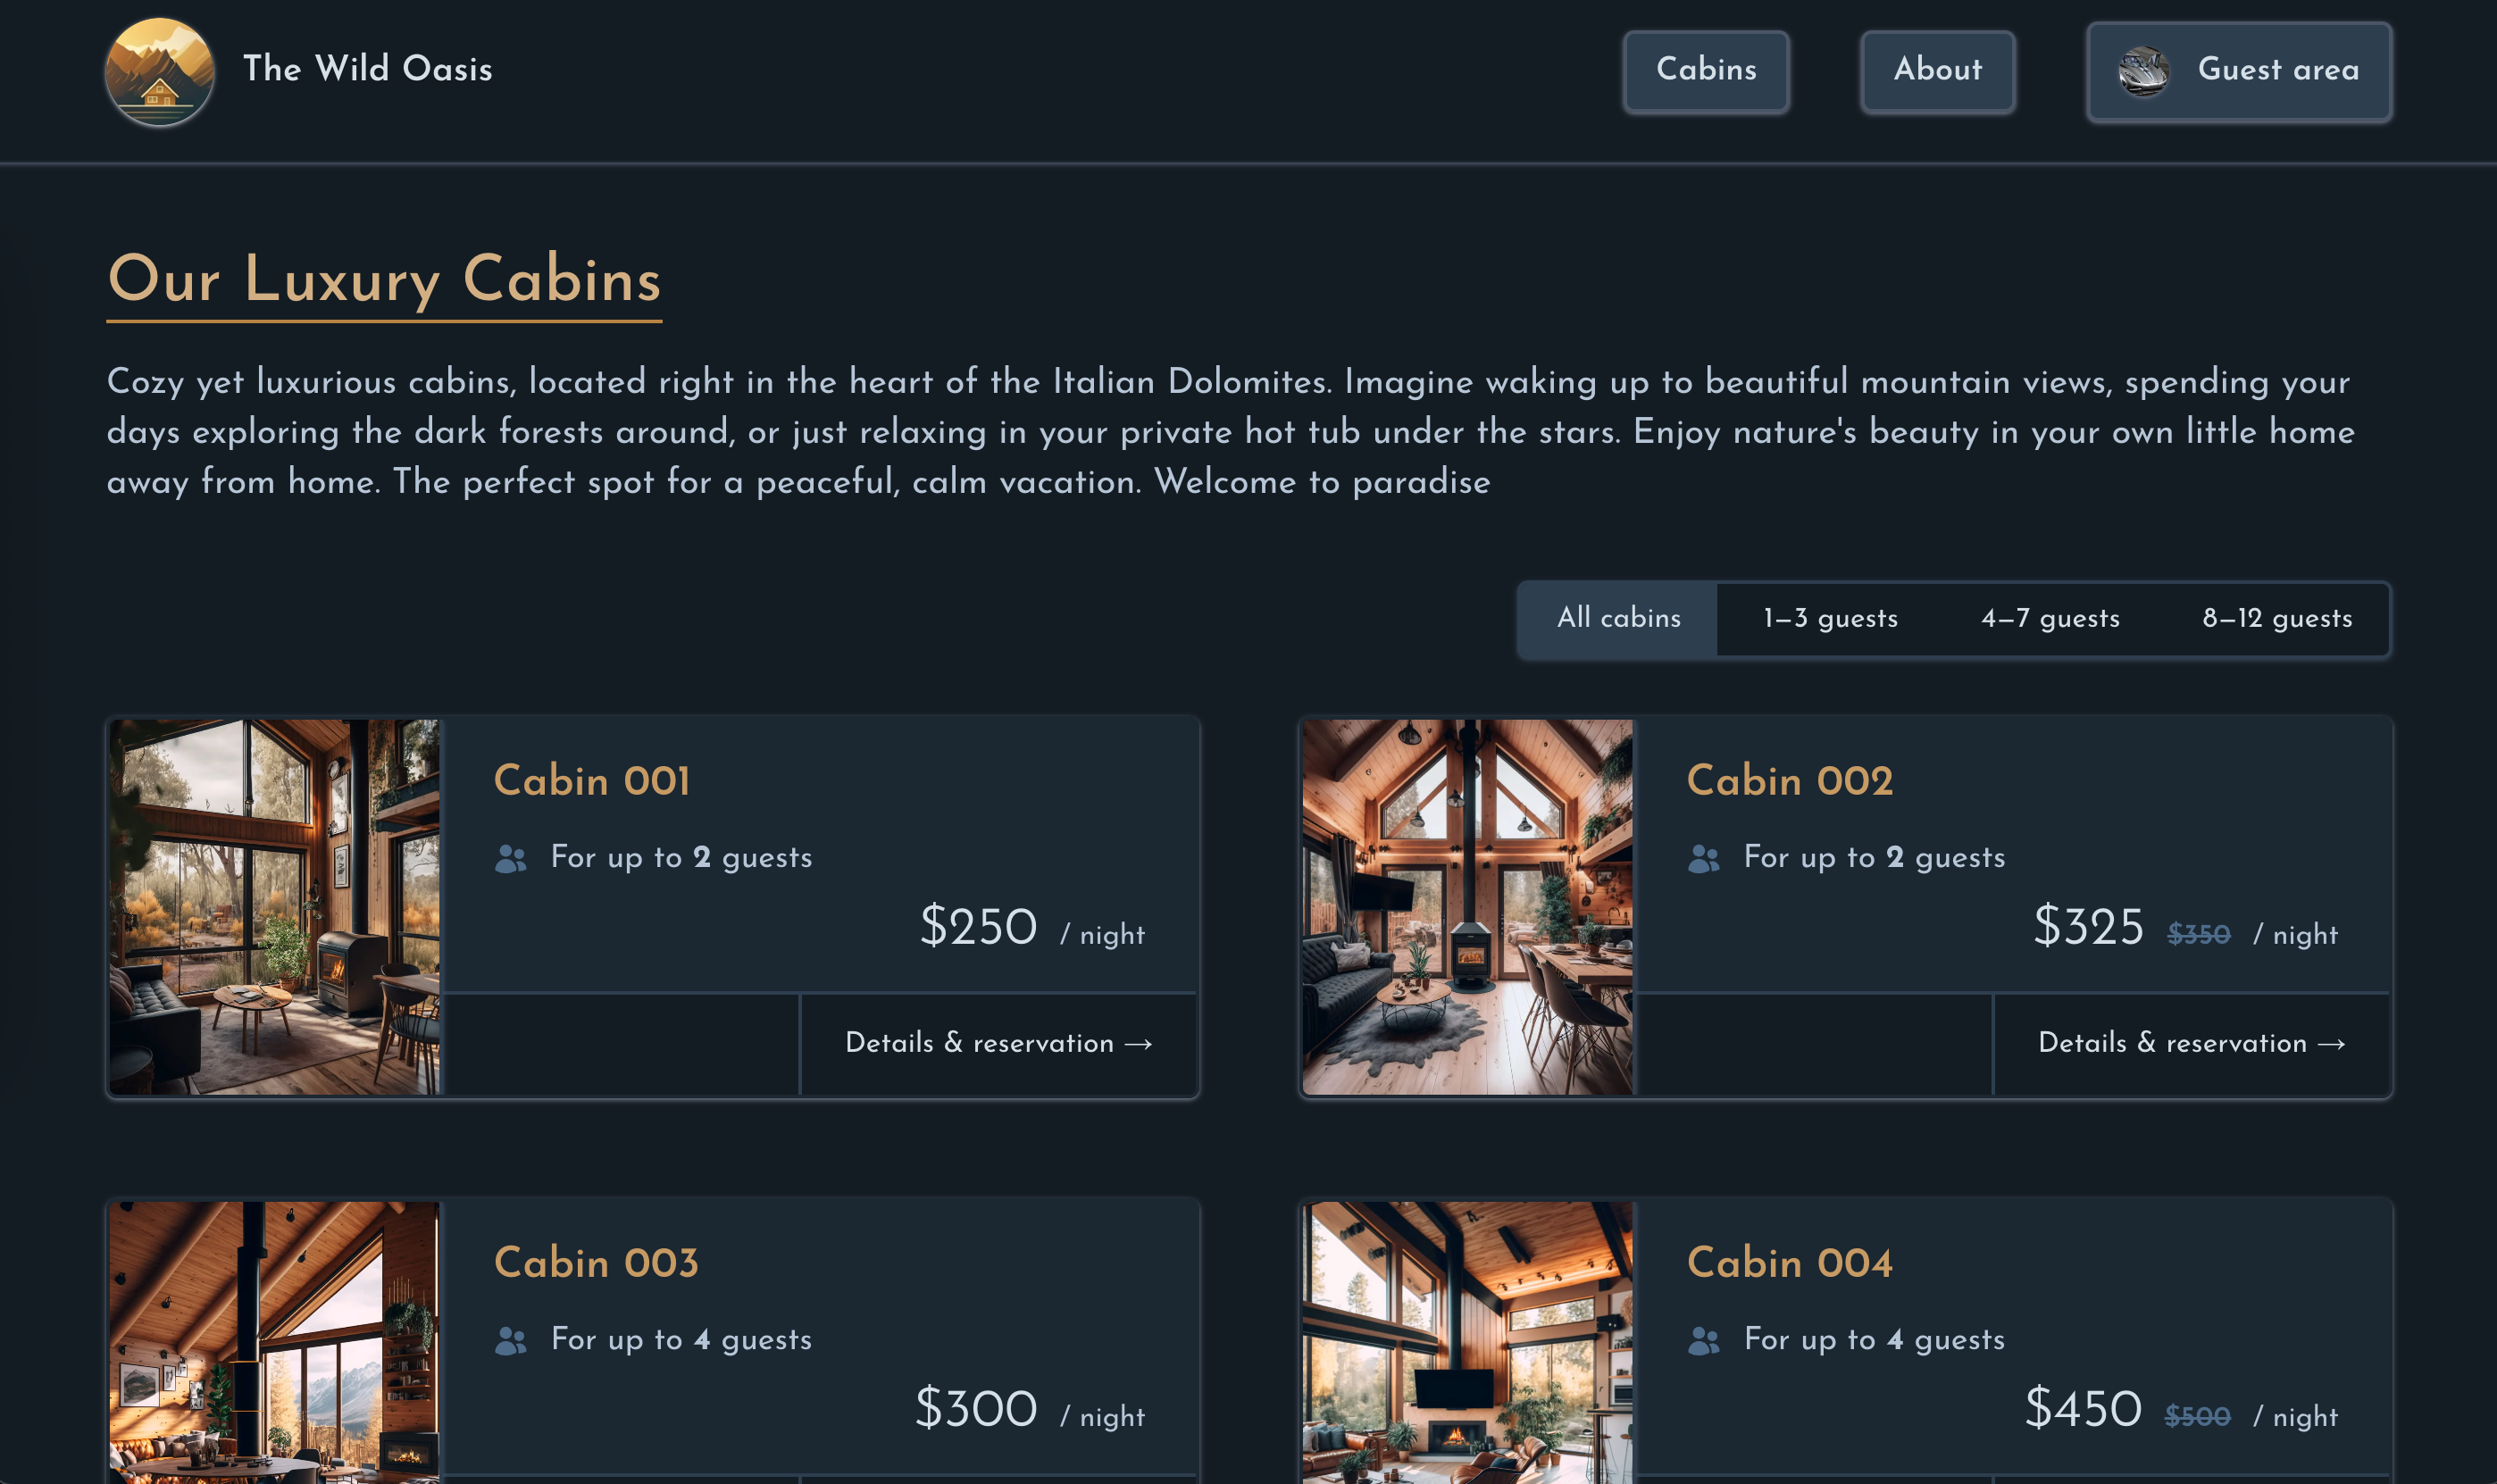 The Wild Oasis
Cabins
About
Guest area
Our Luxury Cabins
Cozy yet luxurious cabins, located right in the heart of the Italian Dolomites. Imagine waking up to beautiful mountain views, spending your
days exploring the dark forests around, or just relaxing in your private hot tub under the stars. Enjoy nature's beauty in your own little home
away from home. The perfect spot for a peaceful, calm vacation. Welcome to paradise
All cabins
1–3 guests
4–7 guests
8–12 guests
Cabin 001
For up to 2 guests
$250 / night
Details & reservation →
Cabin 002
For up to 2 guests
$325 $350 / night
Details & reservation →
Cabin 003
For up to 4 guests
$300 / night
Cabin 004
For up to 4 guests
$450 $500 / night